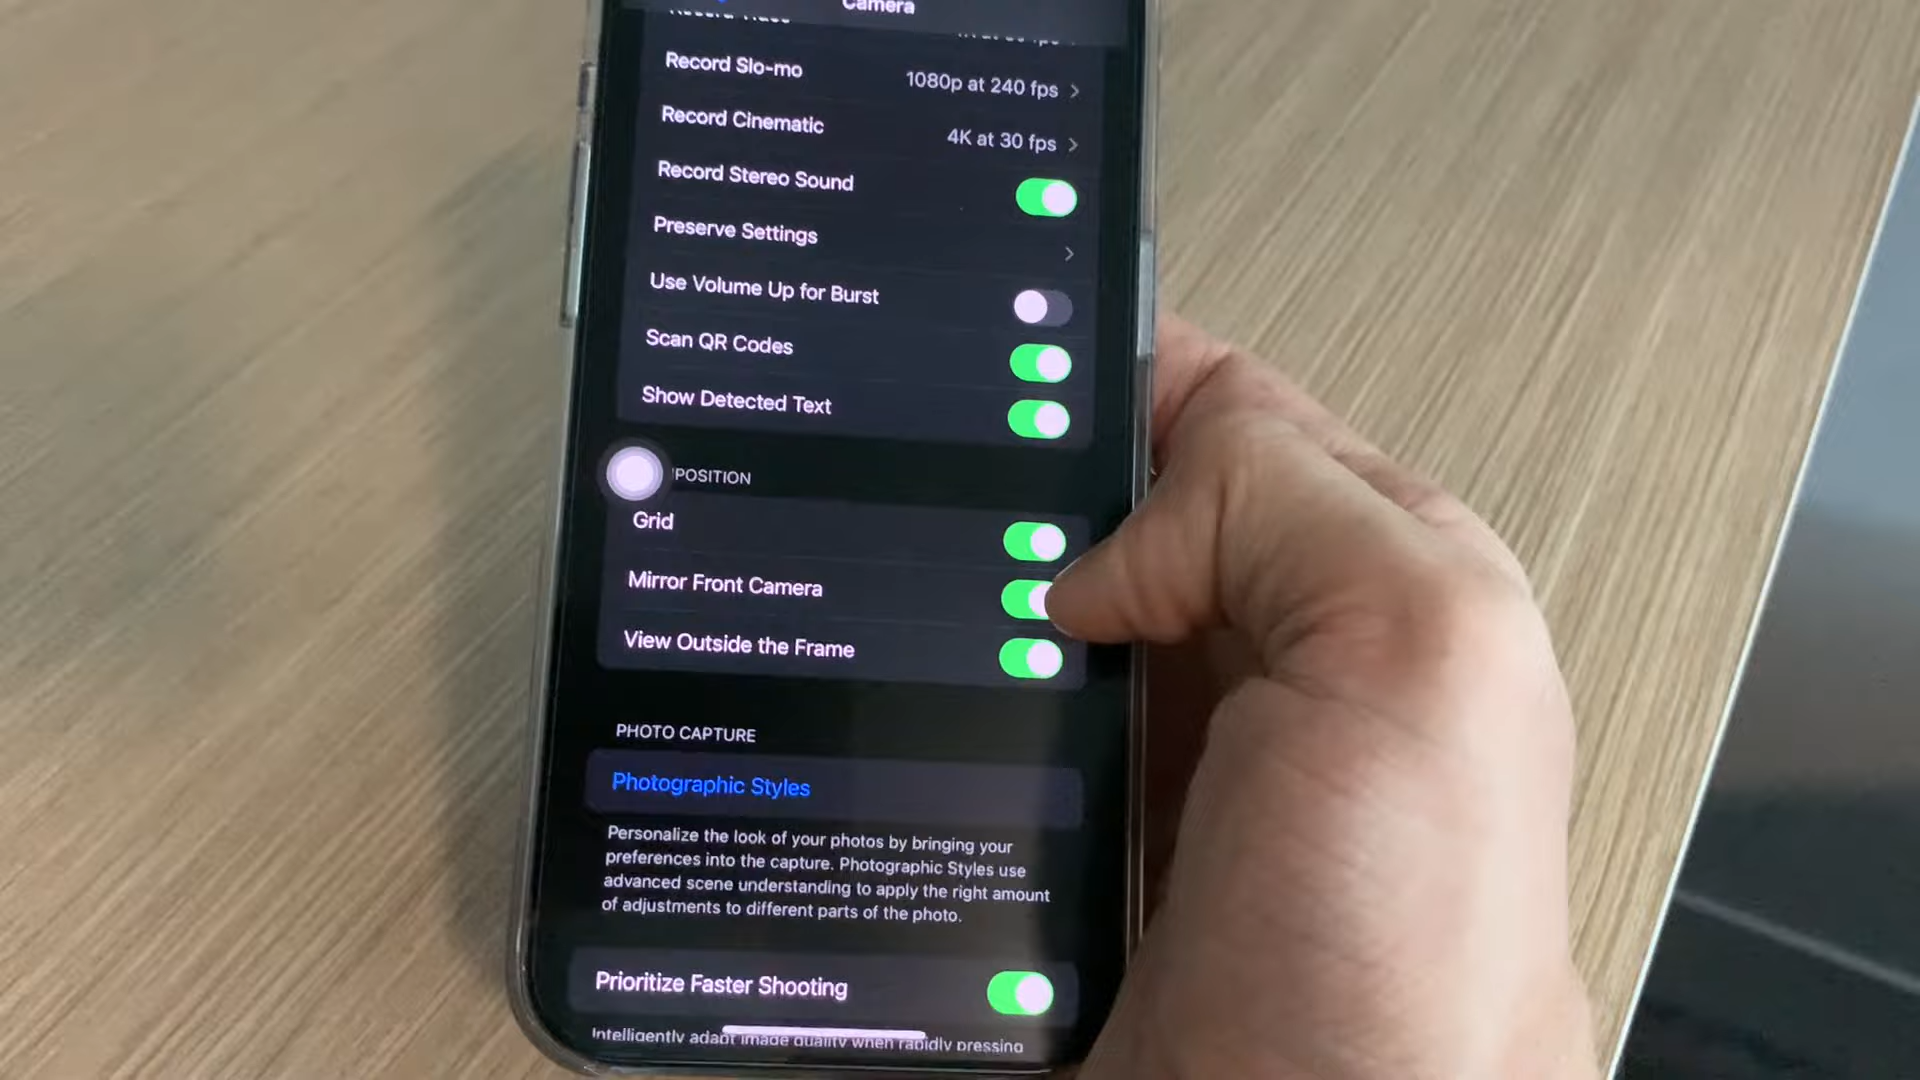 Camera
Record Video
Record Slo-mo
1080p at 240 fps
Record Cinematic
4K at 30 fps
Record Stereo Sound
Preserve Settings
Use Volume Up for Burst
Scan QR Codes
Show Detected Text
POSITION
Grid
Mirror Front Camera
View Outside the Frame
PHOTO CAPTURE
Photographic Styles
Personalize the look of your photos by bringing your
preferences into the capture. Photographic Styles use
advanced scene understanding to apply the right amount
of adjustments to different parts of the photo.
Prioritize Faster Shooting
Intelligently adapt image quality when rapidly pressing